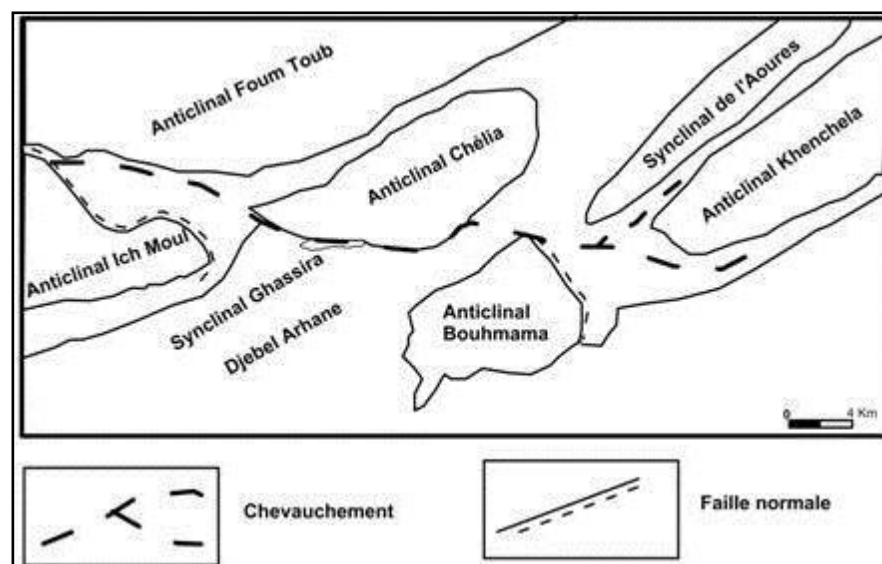 Anticlinal Foum Toub
Synclinal de l'Aoures
Anticlinal Chélia
Anticlinal Khenchela
Anticlinal Ich Moul
Synclinal Ghassira
Djebel Arhane
Anticlinal
Bouhmama
0 4 Km
Chevauchement
Faille normale